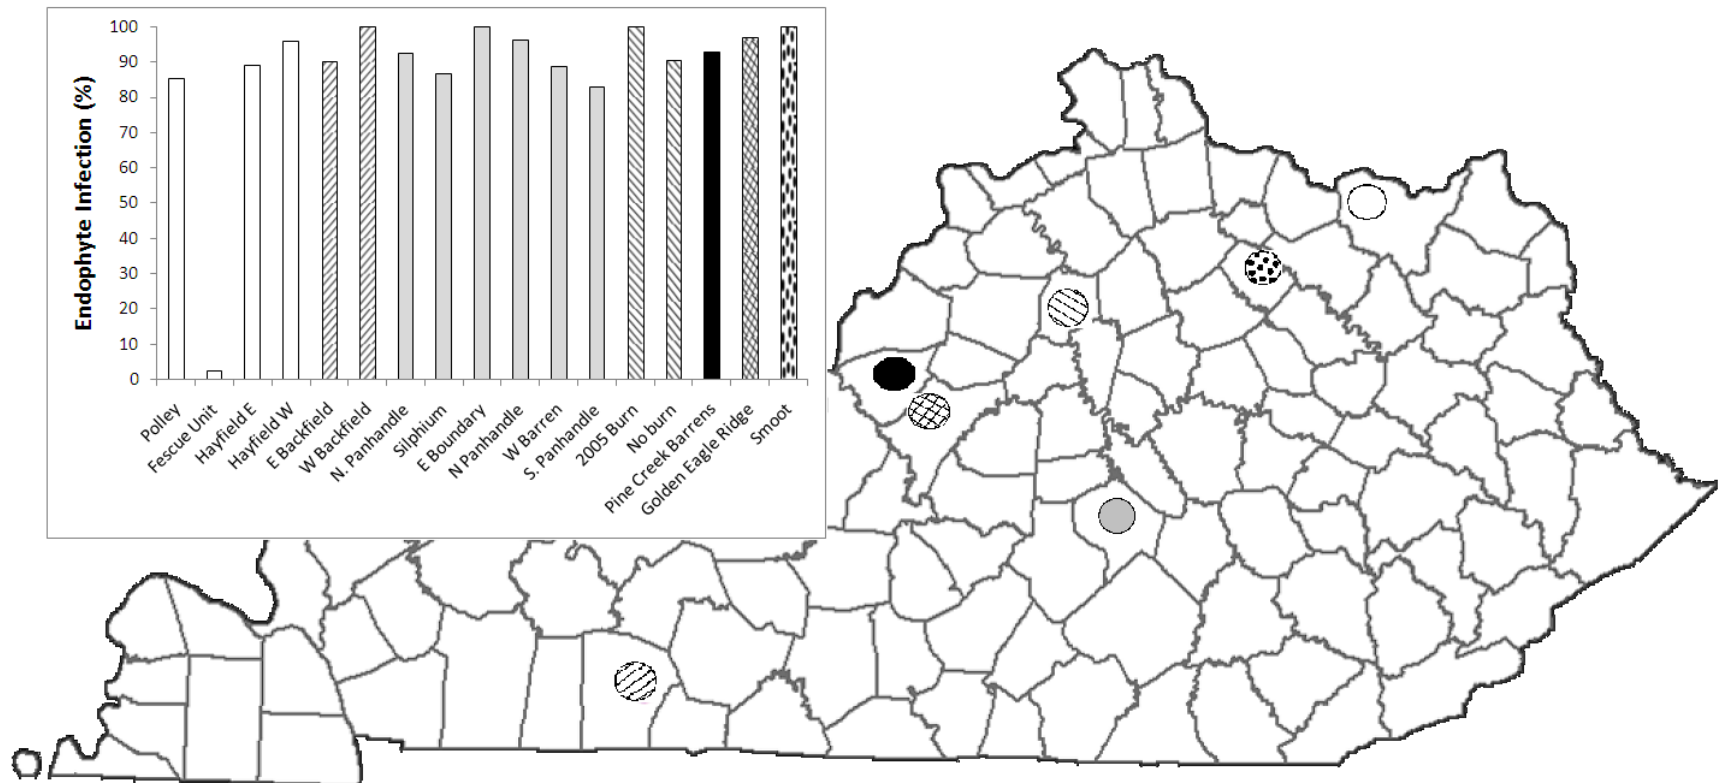 Endophyte Infection (%)
100
90
80
70
60
50
40
30
20
10
0
Polley
Fescue Unit
Hayfield E
Hayfield W
E Backfield
W Backfield
N. Panhandle
Silphium
E Boundary
N Panhandle
W Barren
S. Panhandle
2005 Burn
No burn
Pine Creek Barrens
Golden Eagle Ridge
Smoot